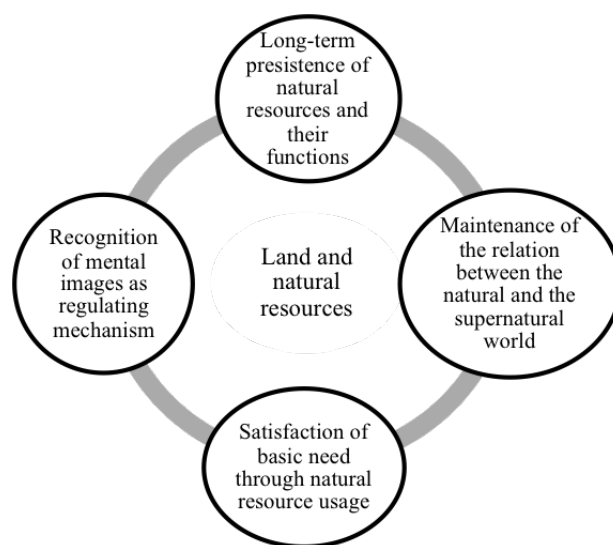 Long-term
presistence of
natural
resources and
their
functions
Recognition
of mental
images as
regulating
mechanism
Land and
natural
resources
Maintenance of
the relation
between the
natural and the
supernatural
world
Satisfaction of
basic need
through natural
resource usage